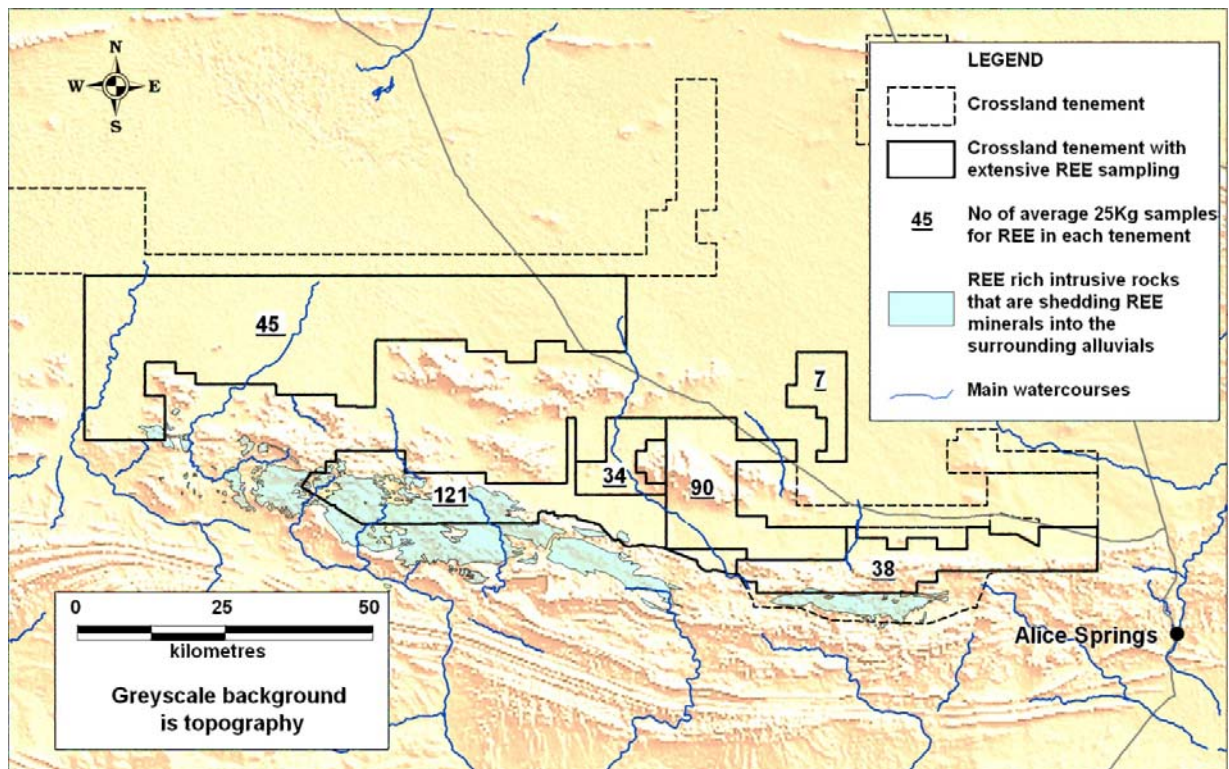 N
W E
S
LEGEND
Crossland tenement
Crossland tenement with
extensive REE sampling
45
No of average 25Kg samples
for REE in each tenement
REE rich intrusive rocks
that are shedding REE
minerals into the
surrounding alluvials
Main watercourses
45
7
34
90
121
38
Alice Springs
0 25 50
kilometres
Greyscale background
is topography